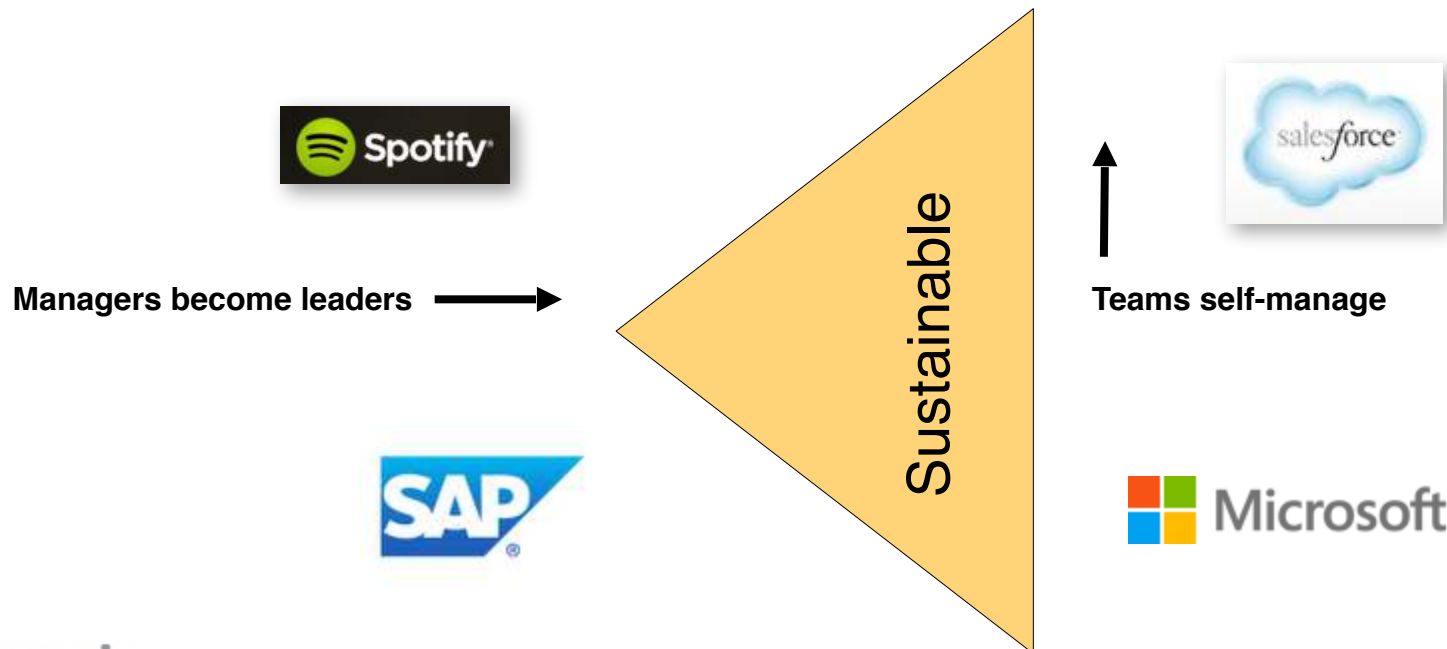 Spotify
salesforce
Sustainable
Managers become leaders
Teams self-manage
SAP
Microsoft